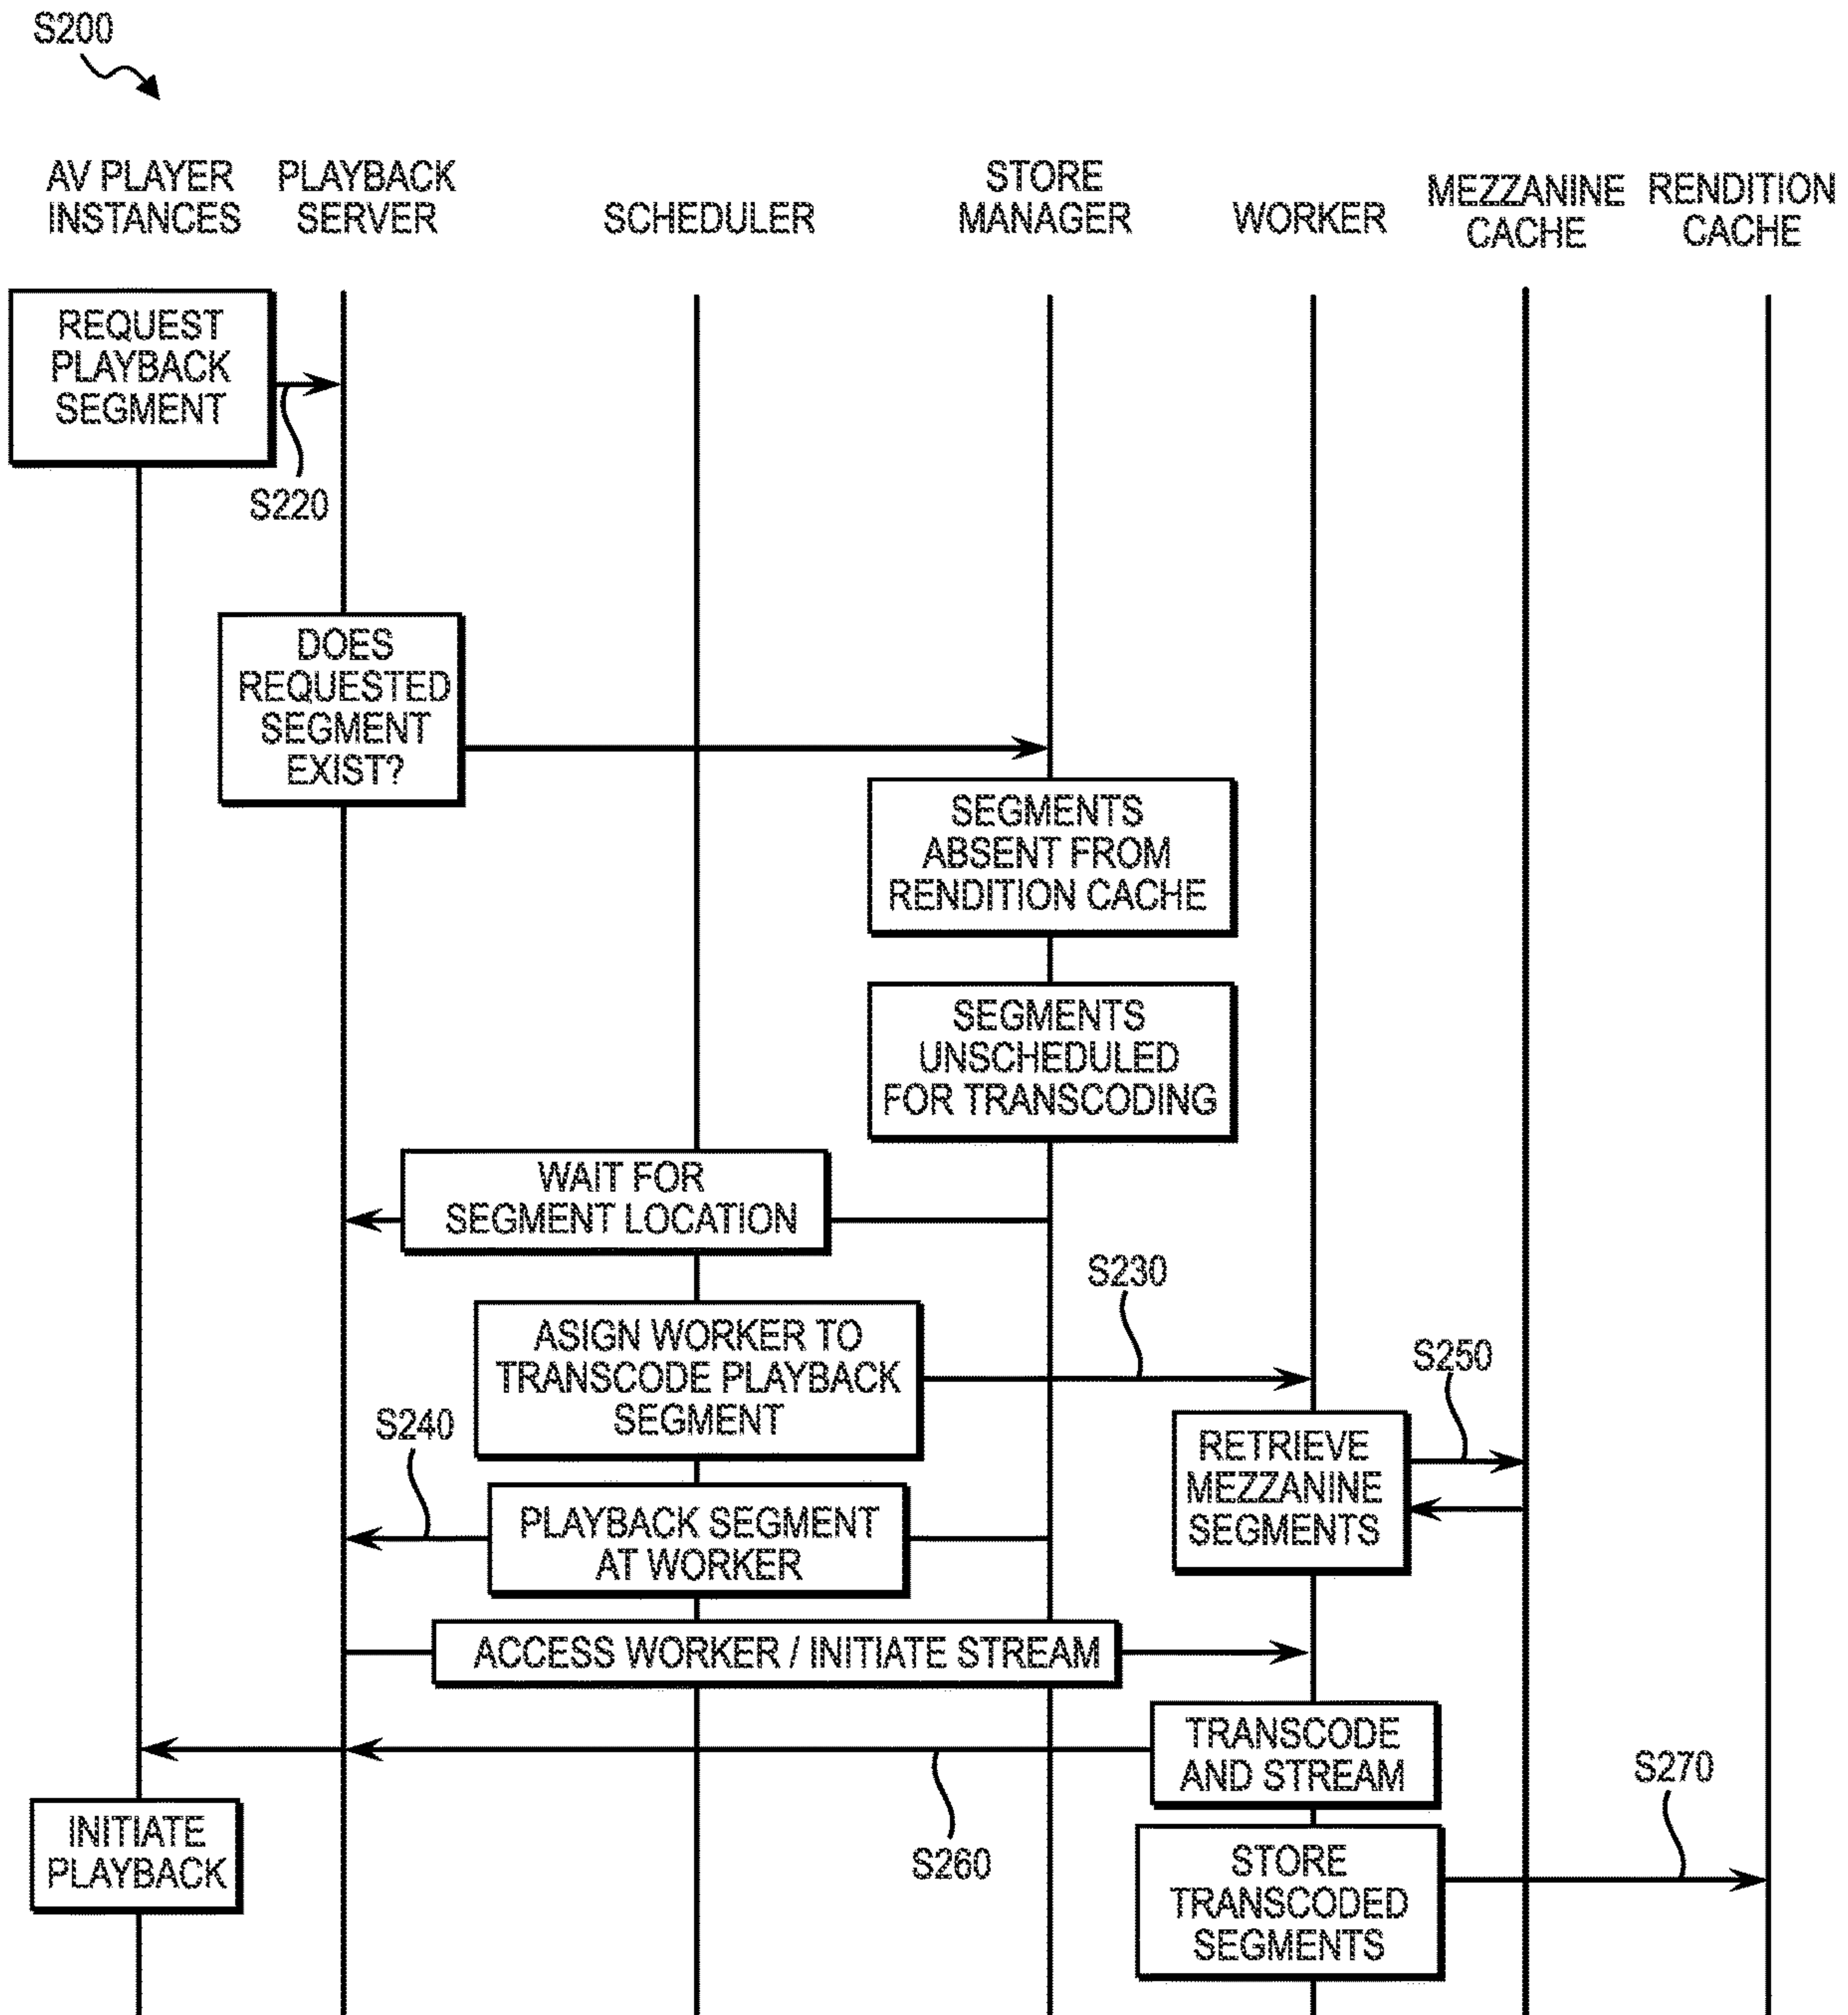 S200
AV PLAYER
INSTANCES
PLAYBACK
SERVER
SCHEDULER
STORE
MANAGER
WORKER
MEZZANINE
CACHE
RENDITION
CACHE
REQUEST
PLAYBACK
SEGMENT
S220
DOES
REQUESTED
SEGMENT
EXIST?
SEGMENTS
ABSENT FROM
RENDITION CACHE
SEGMENTS
UNSCHEDULED
FOR TRANSCODING
WAIT FOR
SEGMENT LOCATION
S230
ASIGN WORKER TO
TRANSCODE PLAYBACK
SEGMENT
S250
RETRIEVE
MEZZANINE
SEGMENTS
S240
PLAYBACK SEGMENT
AT WORKER
ACCESS WORKER / INITIATE STREAM
TRANSCODE
AND STREAM
S260
S270
INITIATE
PLAYBACK
STORE
TRANSCODED
SEGMENTS